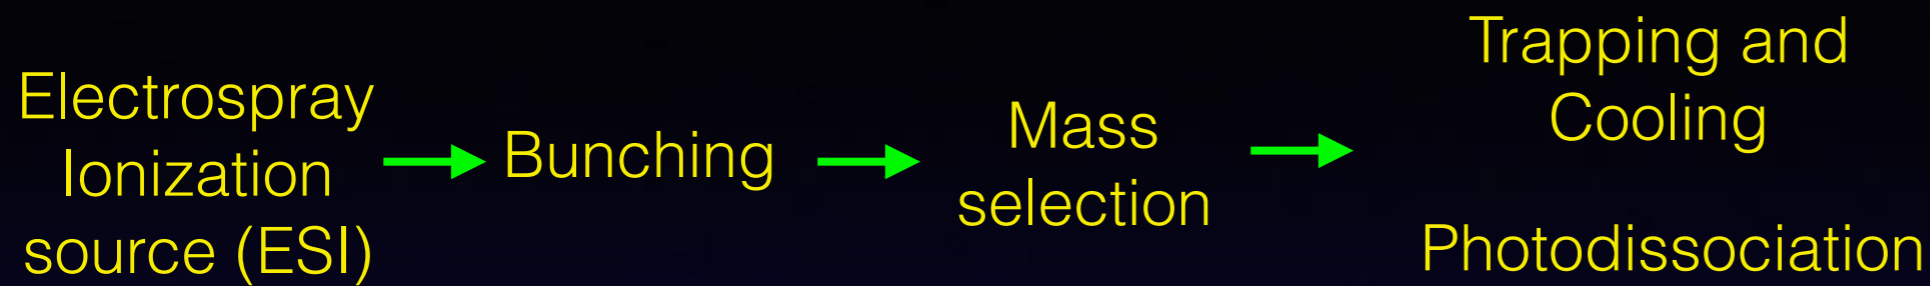 Electrospray
Ionization
source (ESI)
Bunching
Mass
selection
Trapping and
Cooling
Photodissociation